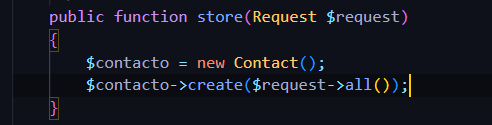 public function store(Request $request)
{
$contacto = new Contact();
$contacto->create($request->all());
}